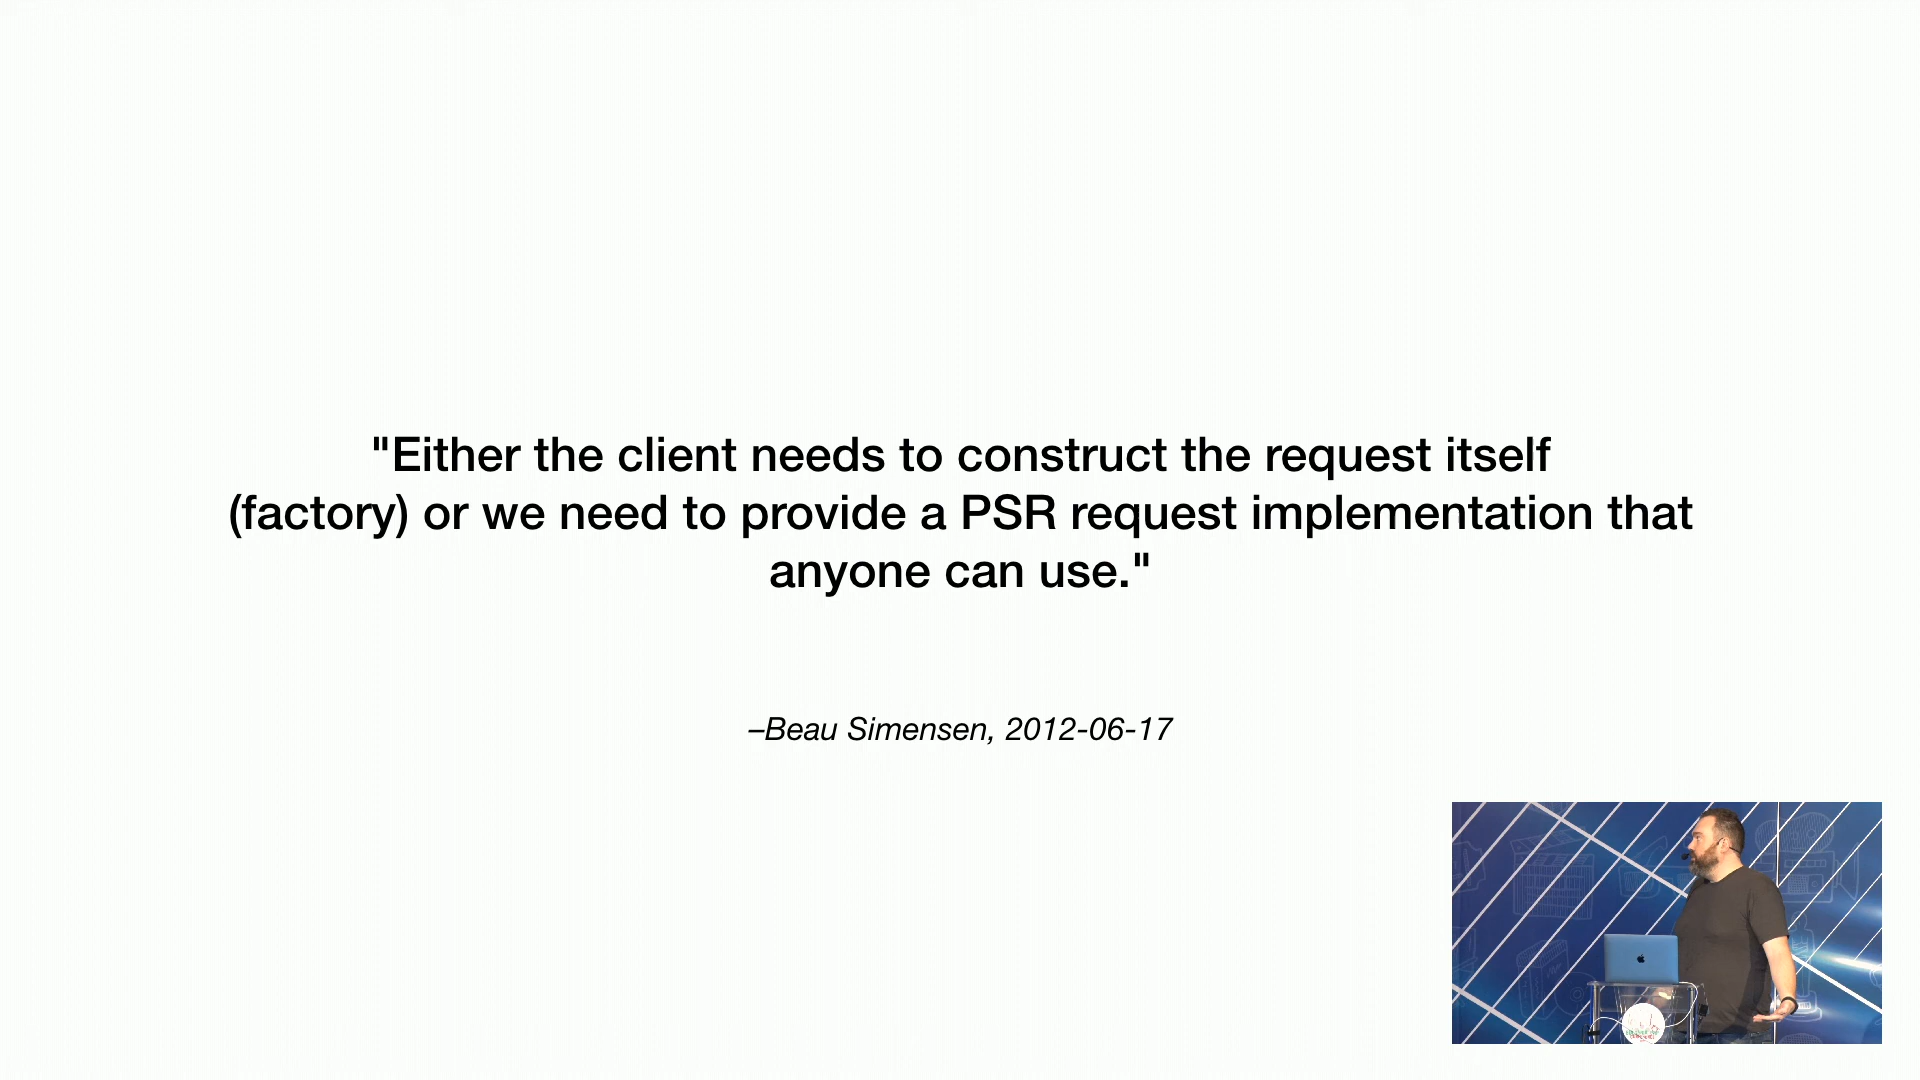 "Either the client needs to construct the request itself
(factory) or we need to provide a PSR request implementation that
anyone can use."
–Beau Simensen, 2012-06-17